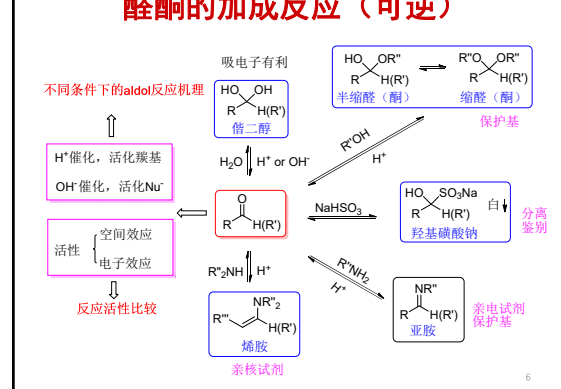 醛酮的加成反应（可逆）
吸电子有利
HO OH
R H(R')
偕二醇
HO OR"
R H(R')
半缩醛（酮）
R"O OR"
R H(R')
缩醛（酮）
保护基
不同条件下的aldol反应机理
H⁺催化，活化羰基
OH⁻催化，活化Nu⁻
H₂O H⁺ or OH⁻
R"OH
H⁺
O
R H(R')
NaHSO₃
HO SO₃Na
R H(R')
羟基磺酸钠
白↓
分离
鉴别
活性
空间效应
电子效应
反应活性比较
R"₂NH H⁺
R"NH₂
H⁺
NR"₂
R'" H(R')
烯胺
亲核试剂
NR"
R H(R')
亚胺
亲电试剂
保护基
6